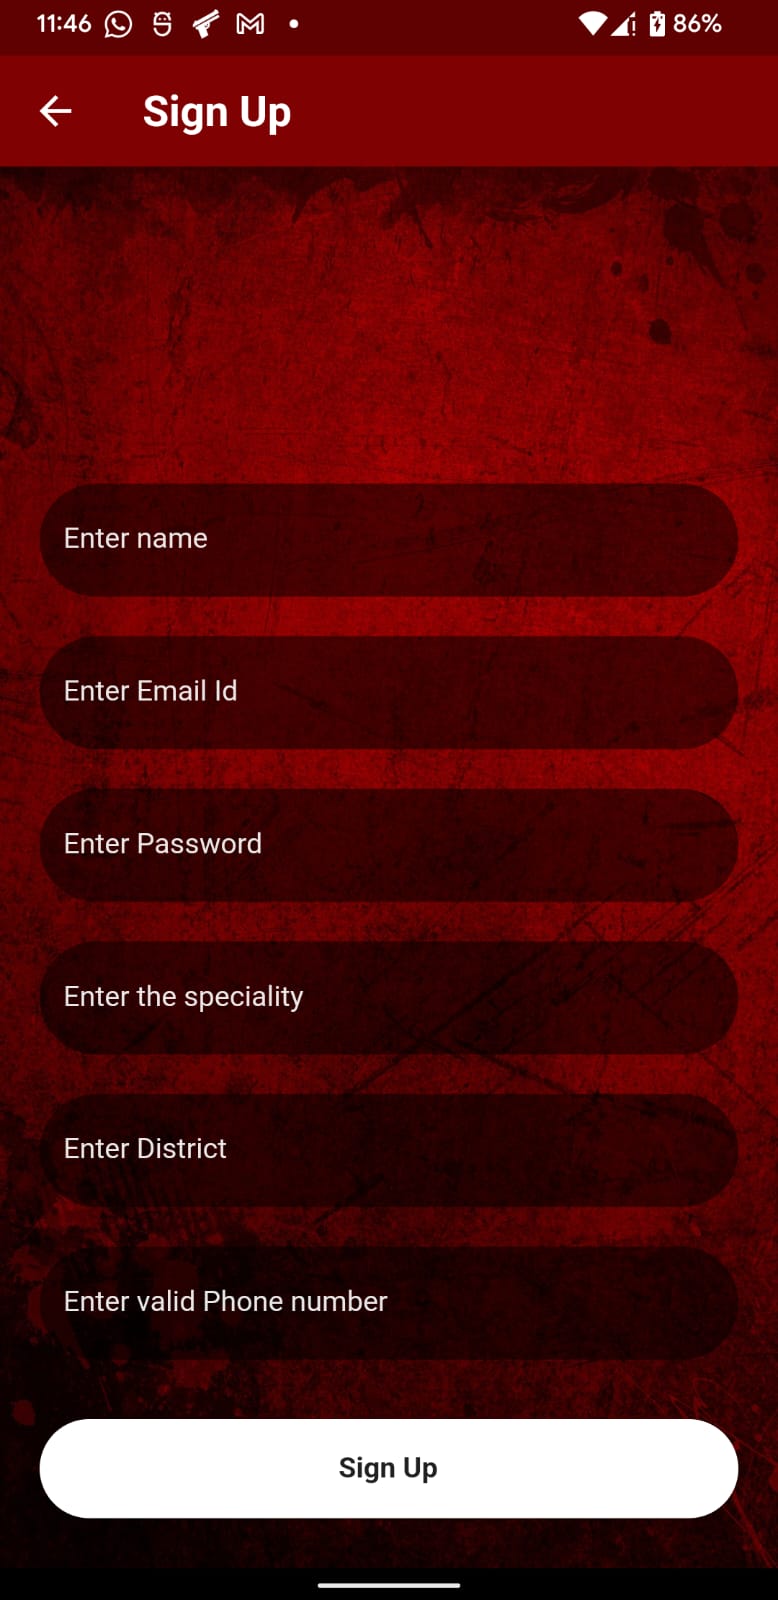 11:46 86%
Sign Up
Enter name
Enter Email Id
Enter Password
Enter the speciality
Enter District
Enter valid Phone number
Sign Up